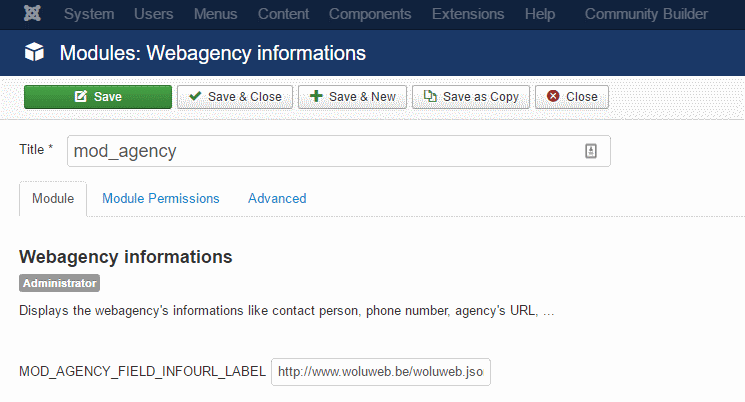 System Users Menus Content Components Extensions Help Community Builder
Modules: Webagency informations
Save Save & Close Save & New Save as Copy Close
Title * mod_agency
Module Module Permissions Advanced
Webagency informations
Administrator
Displays the webagency's informations like contact person, phone number, agency's URL, ...
MOD_AGENCY_FIELD_INFOURL_LABEL http://www.woluweb.be/woluweb.jso